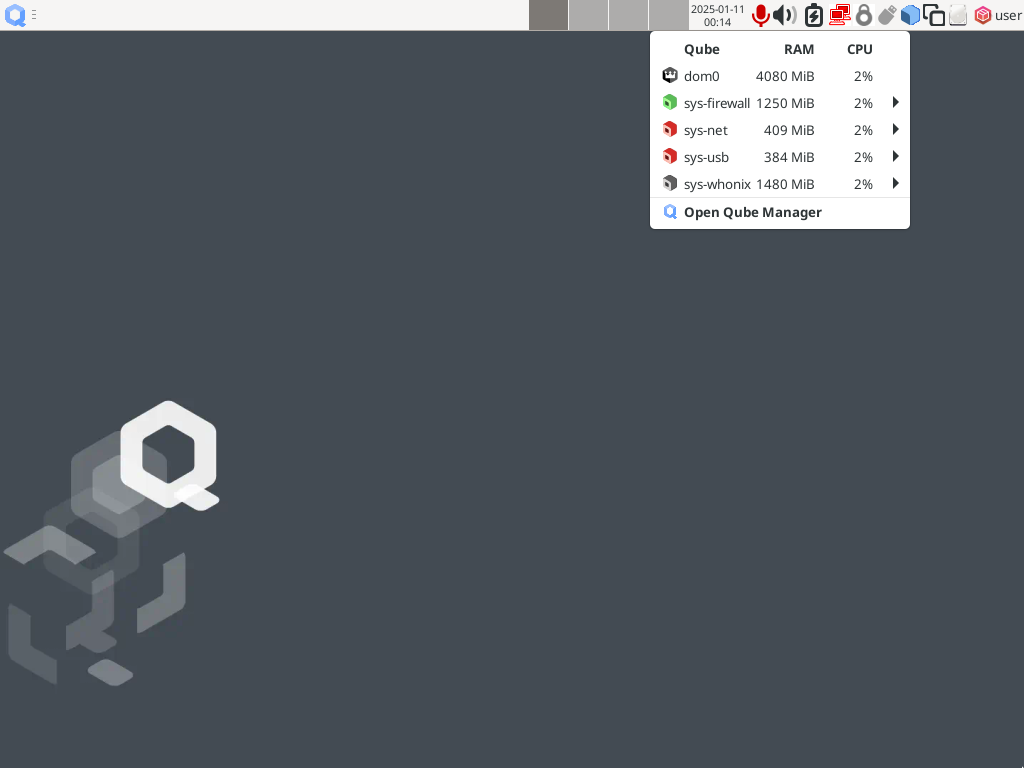 2025-01-11
00:14
user
Qube RAM CPU
dom0 4080 MiB 2%
sys-firewall 1250 MiB 2%
sys-net 409 MiB 2%
sys-usb 384 MiB 2%
sys-whonix 1480 MiB 2%
Open Qube Manager